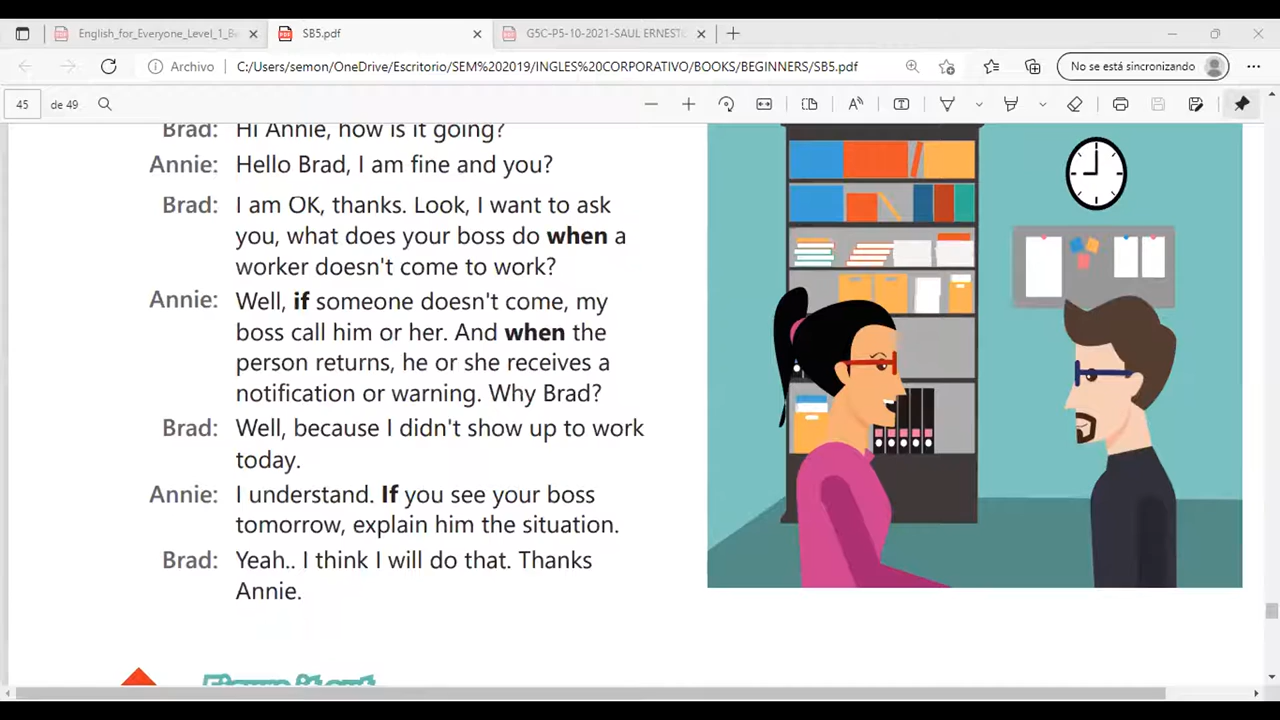 English_for_Everyone_Level_1_B
SB5.pdf
G5C-P5-10-2021-SAUL ERNESTO
Archivo
C:/Users/semon/OneDrive/Escritorio/SEM%202019/INGLES%20CORPORATIVO/BOOKS/BEGINNERS/SB5.pdf
No se está sincronizando
45 de 49
Brad: Hi Annie, how is it going?
Annie: Hello Brad, I am fine and you?
Brad: I am OK, thanks. Look, I want to ask
you, what does your boss do when a
worker doesn't come to work?
Annie: Well, if someone doesn't come, my
boss call him or her. And when the
person returns, he or she receives a
notification or warning. Why Brad?
Brad: Well, because I didn't show up to work
today.
Annie: I understand. If you see your boss
tomorrow, explain him the situation.
Brad: Yeah.. I think I will do that. Thanks
Annie.
Figure it out